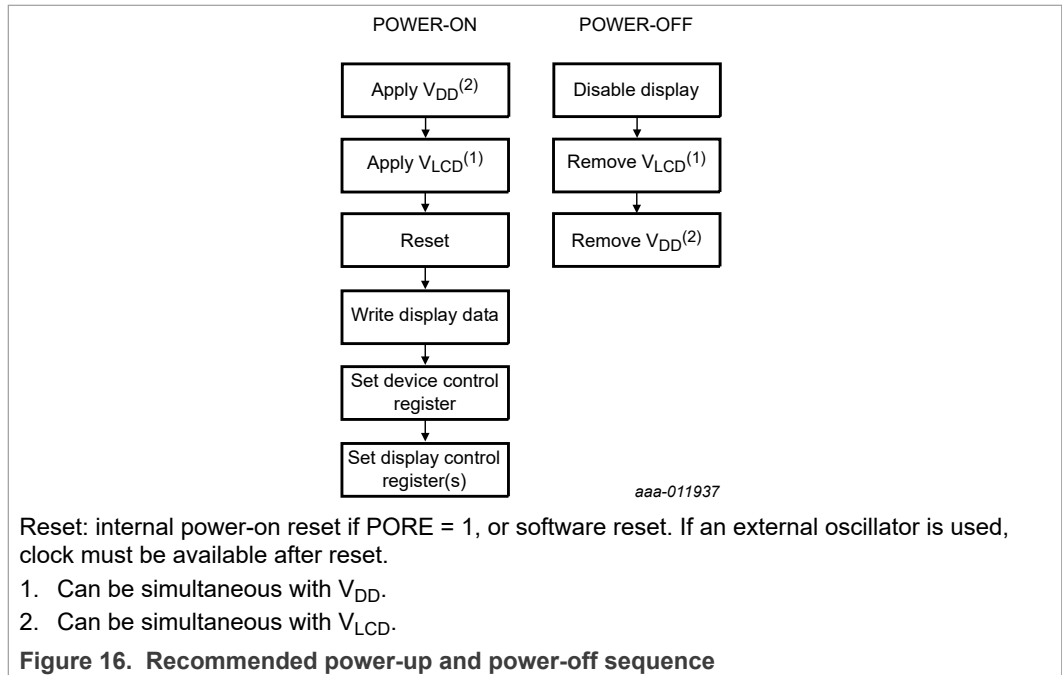 POWER-ON
Apply VDD(2)
Apply VLCD(1)
Reset
Write display data
Set device control
register
Set display control
register(s)
POWER-OFF
Disable display
Remove VLCD(1)
Remove VDD(2)
aaa-011937
Reset: internal power-on reset if PORE = 1, or software reset. If an external oscillator is used,
clock must be available after reset.
1. Can be simultaneous with VDD.
2. Can be simultaneous with VLCD.
Figure 16. Recommended power-up and power-off sequence